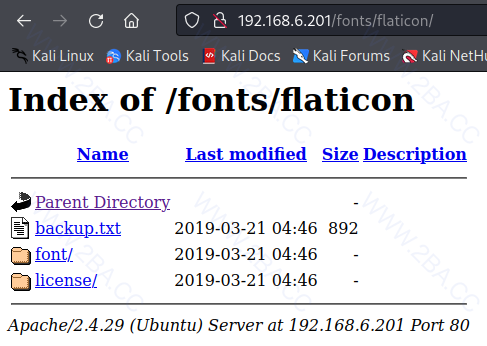 192.168.6.201/fonts/flaticon/
Kali Linux Kali Tools Kali Docs Kali Forums Kali NetHu
Index of /fonts/flaticon
Name Last modified Size Description
Parent Directory -
backup.txt 2019-03-21 04:46 892
font/ 2019-03-21 04:46 -
license/ 2019-03-21 04:46 -
Apache/2.4.29 (Ubuntu) Server at 192.168.6.201 Port 80
WWW.2BA.CC